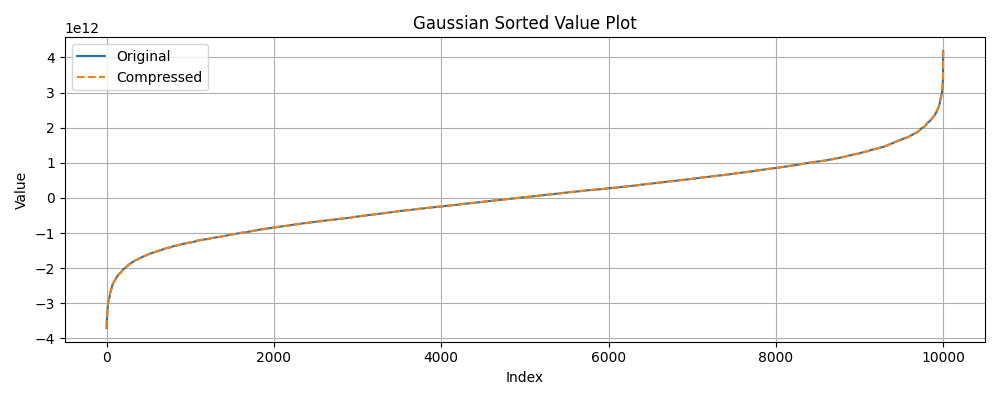 Gaussian Sorted Value Plot
1e12
Original
Compressed
4
3
2
1
0
−1
−2
−3
−4
Value
0 2000 4000 6000 8000 10000
Index